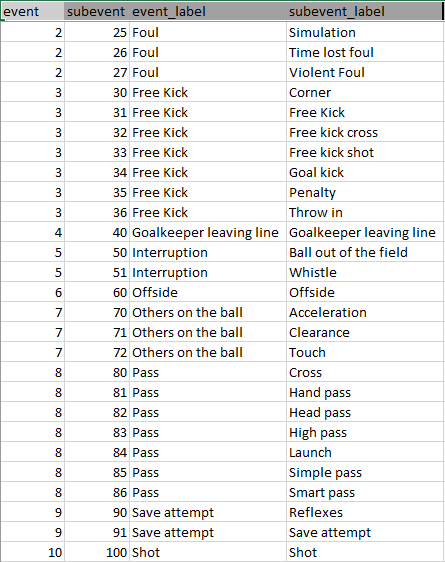 event subevent event_label subevent_label
2 25 Foul Simulation
2 26 Foul Time lost foul
2 27 Foul Violent Foul
3 30 Free Kick Corner
3 31 Free Kick Free Kick
3 32 Free Kick Free kick cross
3 33 Free Kick Free kick shot
3 34 Free Kick Goal kick
3 35 Free Kick Penalty
3 36 Free Kick Throw in
4 40 Goalkeeper leaving line Goalkeeper leaving line
5 50 Interruption Ball out of the field
5 51 Interruption Whistle
6 60 Offside Offside
7 70 Others on the ball Acceleration
7 71 Others on the ball Clearance
7 72 Others on the ball Touch
8 80 Pass Cross
8 81 Pass Hand pass
8 82 Pass Head pass
8 83 Pass High pass
8 84 Pass Launch
8 85 Pass Simple pass
8 86 Pass Smart pass
9 90 Save attempt Reflexes
9 91 Save attempt Save attempt
10 100 Shot Shot